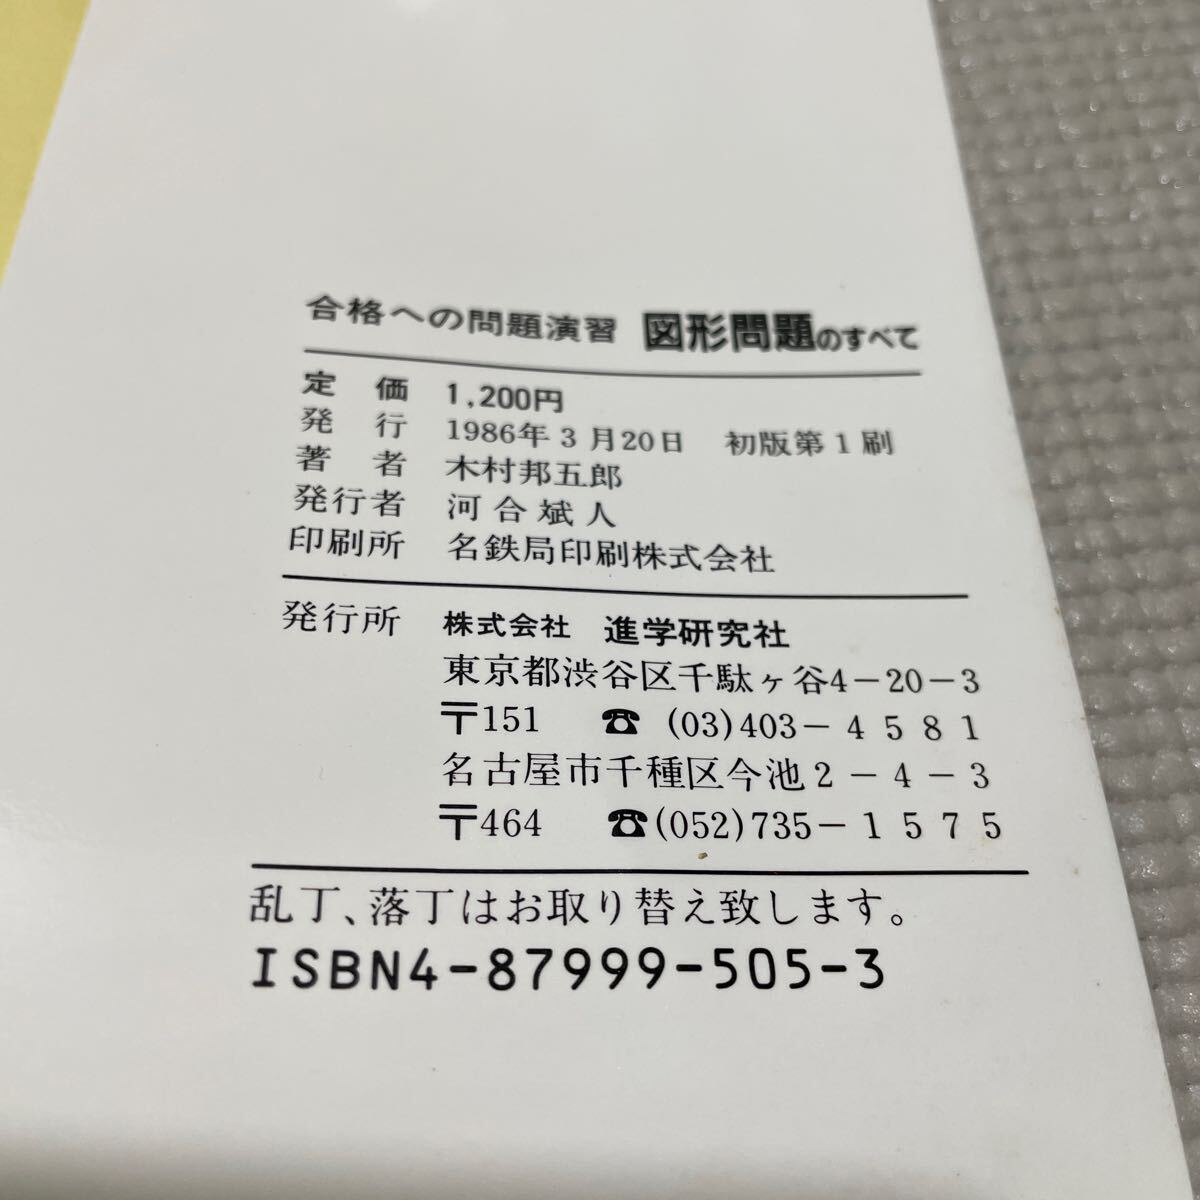 合格への問題演習 図形問題のすべて
定価 1,200円
発行 1986年3月20日 初版第1刷
著者 木村邦五郎
発行者 河合斌人
印刷所 名鉄局印刷株式会社
発行所 株式会社 進学研究社
東京都渋谷区千駄ヶ谷4-20-3
〒151 ☎ (03)403-4581
名古屋市千種区今池2-4-3
〒464 ☎(052)735-1575
乱丁、落丁はお取り替え致します。
ISBN4-87999-505-3